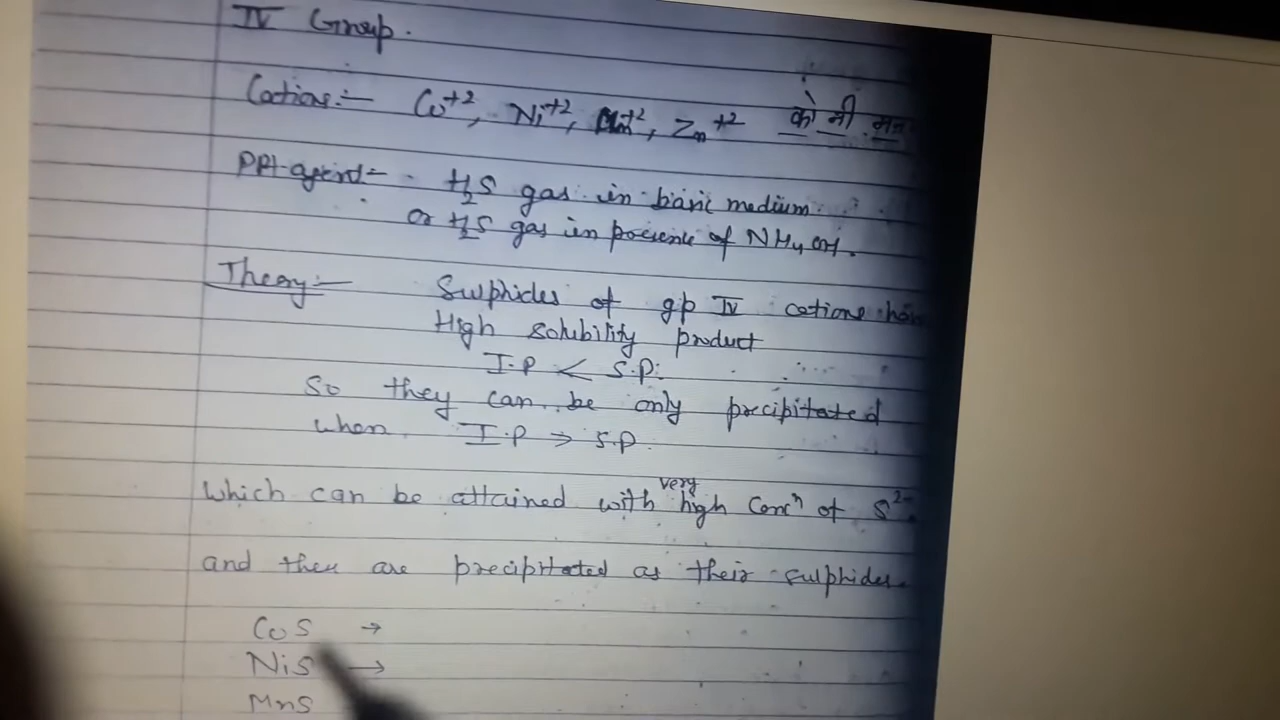 IV Group.
Cations:- Co+2, Ni+2, Mn+2, Zn+2 को नी मन
PPt agent- H2S gas in basic medium.
or H2S gas in presence of NH4OH.
Theory:- Sulphides of gp IV cations have
High solubility product
I.P < S.P.
So they can be only precipitated
when I.P > S.P.
which can be attained with very high Concn of S2-.
and then are precipitated as their sulphides.
CoS →
NiS →
MnS